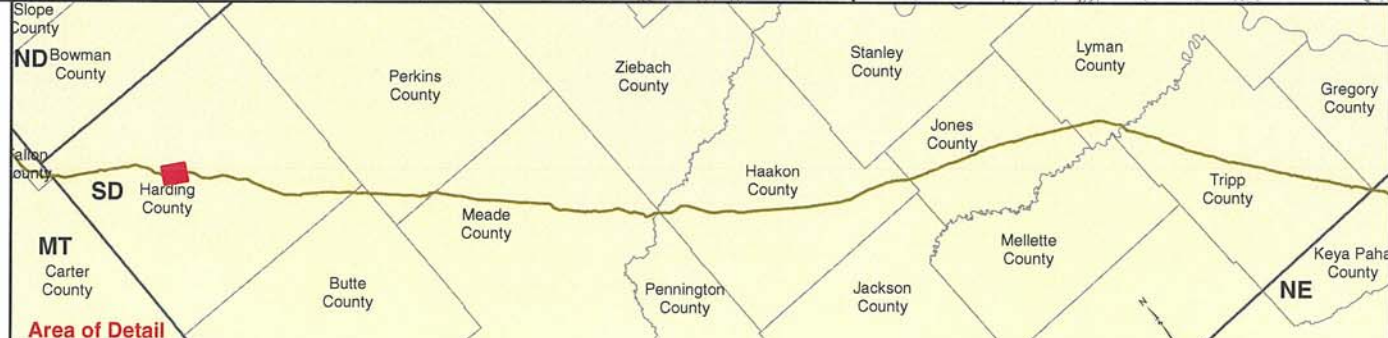 Slope
County
ND
Bowman
County
Perkins
County
Ziebach
County
Stanley
County
Lyman
County
Gregory
County
Jones
County
allon
ounty
SD
Harding
County
Haakon
County
Tripp
County
Meade
County
Mellette
County
MT
Carter
County
Butte
County
Pennington
County
Jackson
County
Keya Paha
County
NE
N
Area of Detail